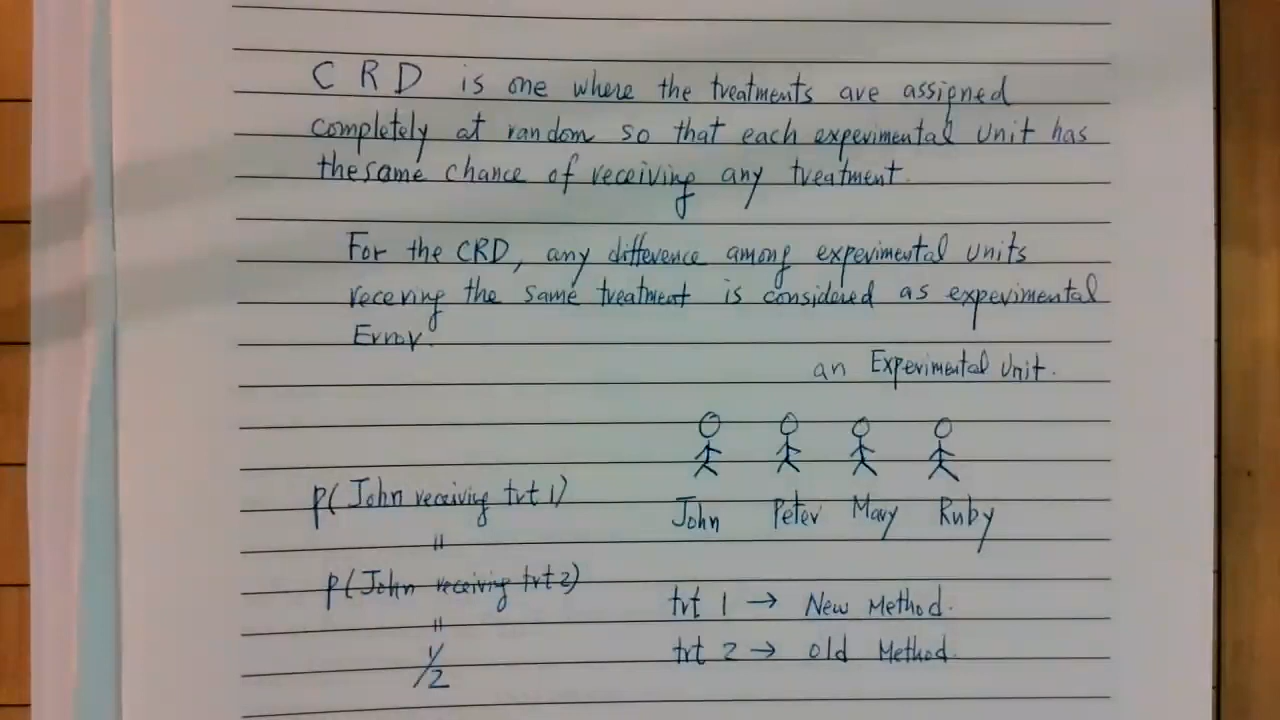 CRD is one where the treatments are assigned
completely at random so that each experimental unit has
the same chance of receiving any treatment.
For the CRD, any difference among experimental units
recering the same treatment is considered as experimental
Error.
an Experimental Unit.
John Peter Mary Ruby
P(John receiving trt 1)
=
P(John receiving trt 2)
=
1/2
trt 1 → New Method.
trt 2 → old Method.